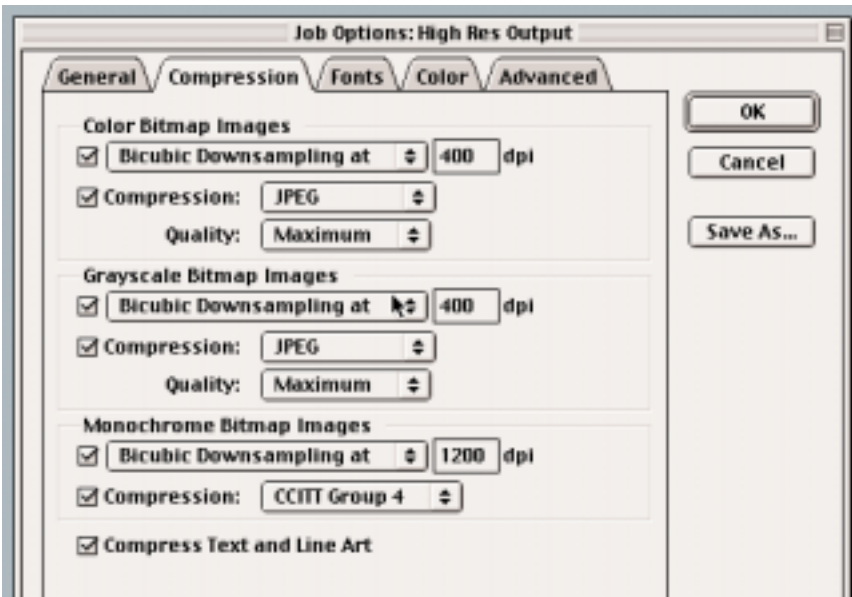 Job Options: High Res Output
General Compression Fonts Color Advanced
Color Bitmap Images
Bicubic Downsampling at 400 dpi
Compression: JPEG
Quality: Maximum
Grayscale Bitmap Images
Bicubic Downsampling at 400 dpi
Compression: JPEG
Quality: Maximum
Monochrome Bitmap Images
Bicubic Downsampling at 1200 dpi
Compression: CCITT Group 4
Compress Text and Line Art
OK
Cancel
Save As...